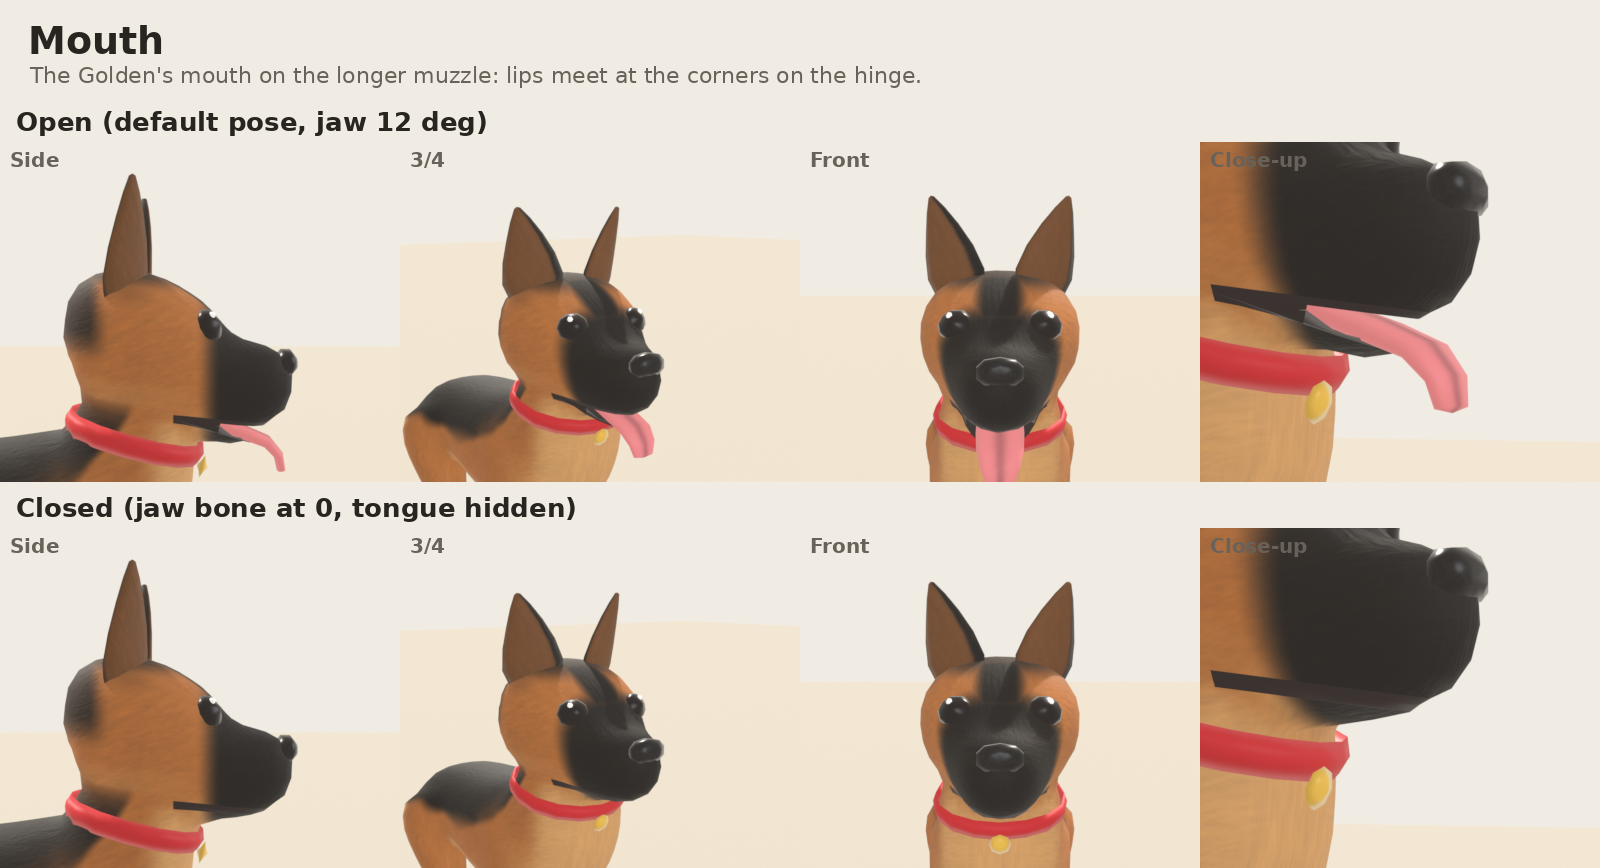 Mouth
The Golden's mouth on the longer muzzle: lips meet at the corners on the hinge.
Open (default pose, jaw 12 deg)
Side
3/4
Front
Close-up
Closed (jaw bone at 0, tongue hidden)
Side
3/4
Front
Close-up